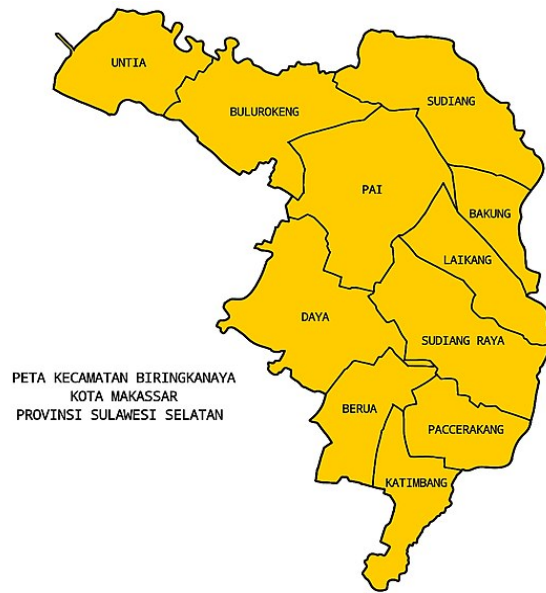 UNTIA
BULUROKENG
SUDIANG
PAI
BAKUNG
LAIKANG
DAYA
SUDIANG RAYA
PETA KECAMATAN BIRINGKANAYA
KOTA MAKASSAR
PROVINSI SULAWESI SELATAN
BERUA
PACCERAKANG
KATIMBANG